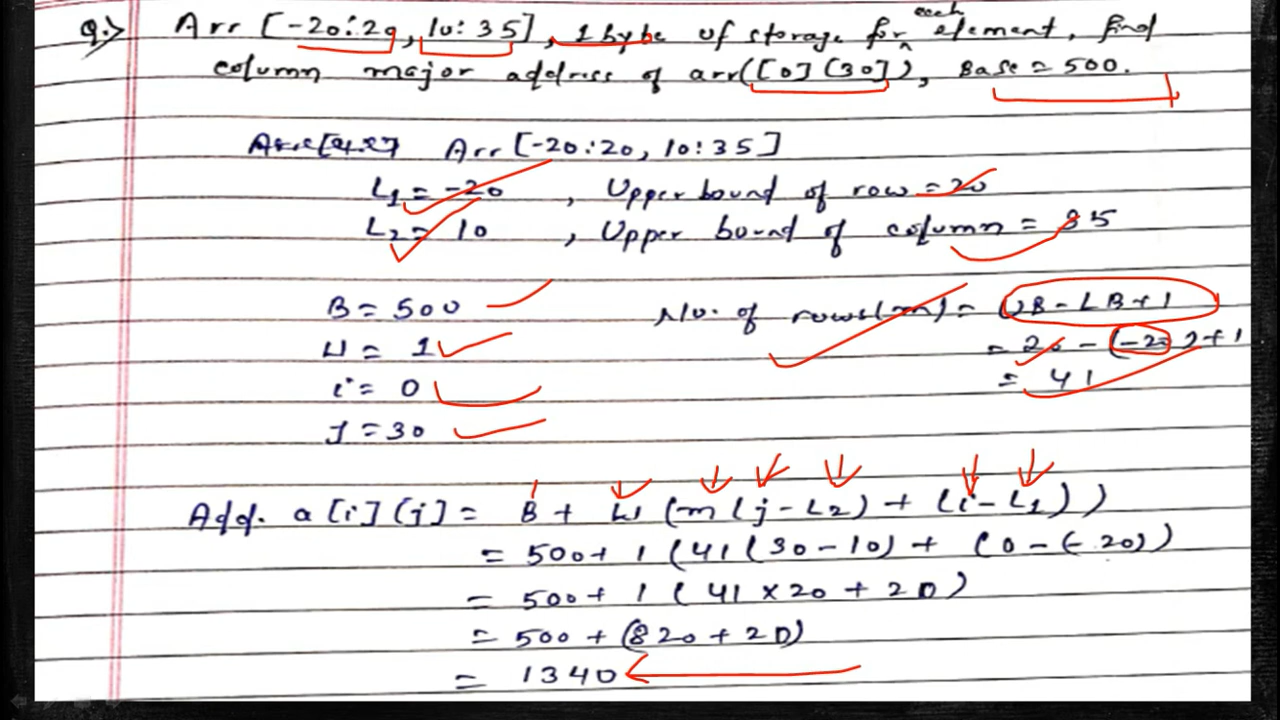 Q.> Arr [-20:20, 10:35], 1 byte of storage for each element, find
column major address of arr([0] (30]), Base = 500.
Arr [-20:20, 10:35]
L1 = -20 , Upper bound of row = 20
L2 = 10 , Upper bound of column = 35
B = 500
W = 1
i = 0
J = 30
No. of rows(m) = UB - LB + 1
= 20 - (-20) + 1
= 41
Add. a[i][j] = B + W (m(j - L2) + (i - L1))
= 500 + 1 (41(30 - 10) + (0 - (-20))
= 500 + 1 (41 x 20 + 20)
= 500 + (820 + 20)
= 1340